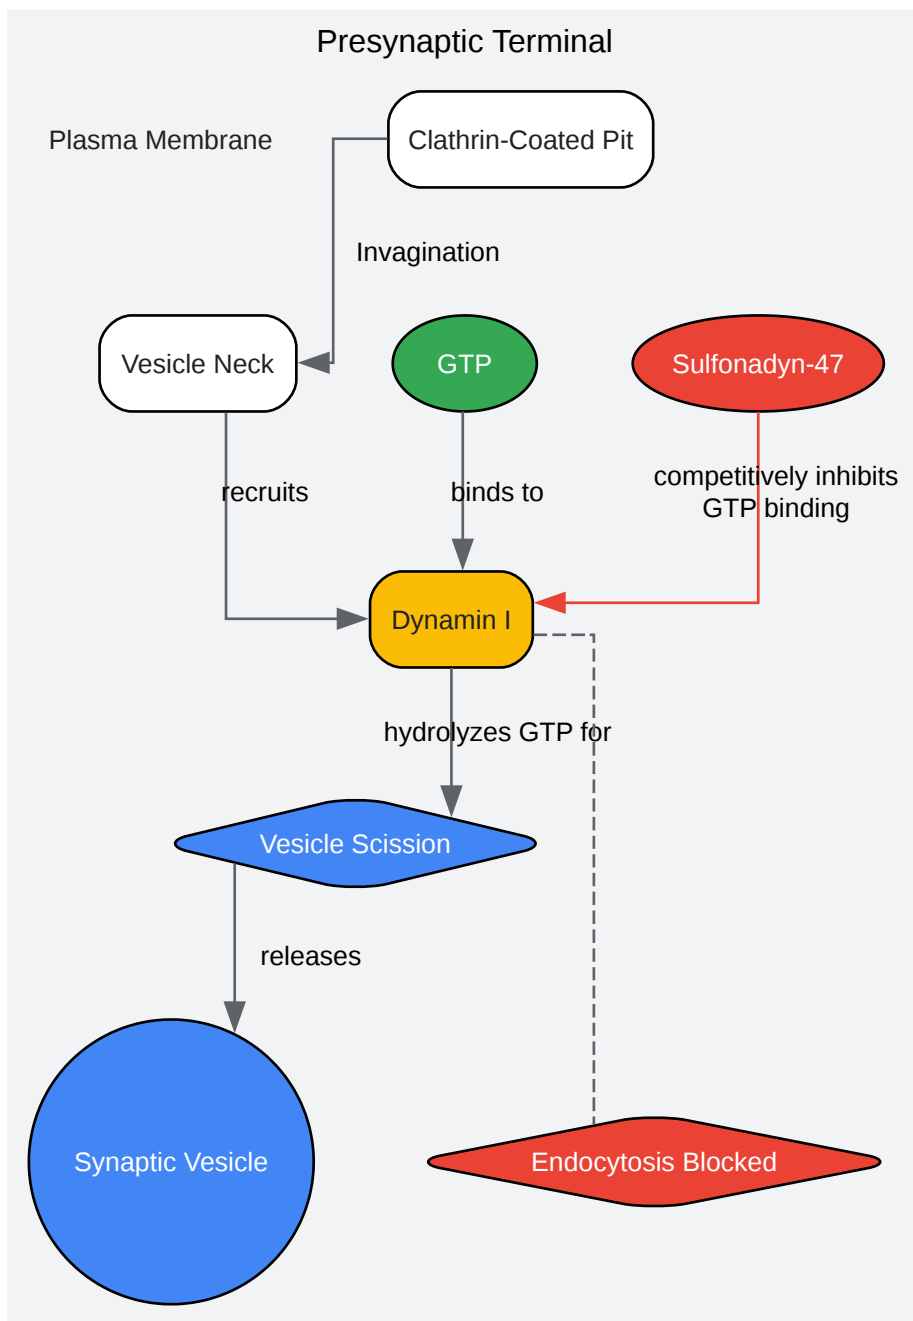 Presynaptic Terminal
Plasma Membrane
Clathrin-Coated Pit
Invagination
Vesicle Neck
GTP
Sulfonadyn-47
recruits
binds to
competitively inhibits
GTP binding
Dynamin I
hydrolyzes GTP for
Vesicle Scission
releases
Synaptic Vesicle
Endocytosis Blocked